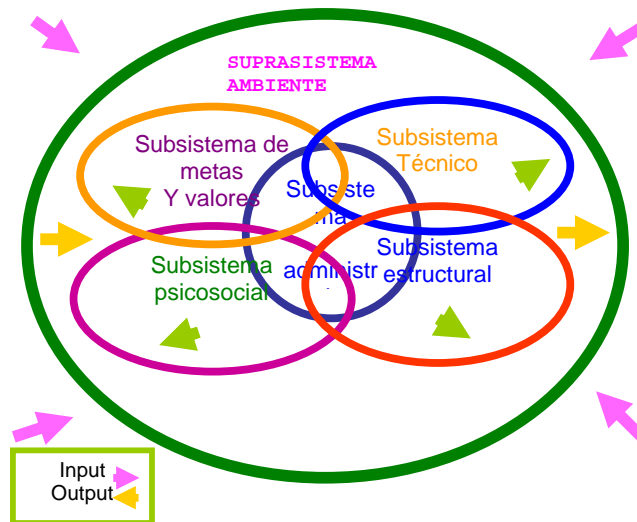 SUPRASISTEMA
AMBIENTE
Subsistema de
metas
Y valores
Subsistema
Técnico
Subsiste
ma
administr
Subsistema
psicosocial
Subsistema
estructural
Input
Output